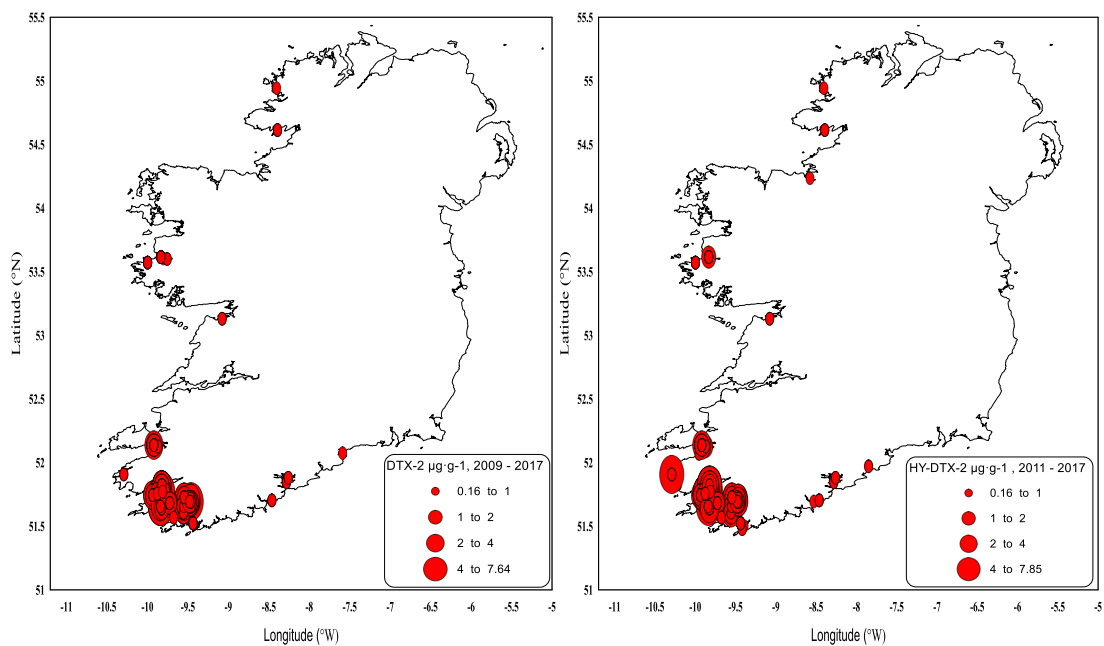 55.5
55
54.5
54
53.5
53
52.5
52
51.5
51
Latitude (°N)
DTX-2 µg·g-1, 2009 - 2017
0.16 to 1
1 to 2
2 to 4
4 to 7.64
-11 -10.5 -10 -9.5 -9 -8.5 -8 -7.5 -7 -6.5 -6 -5.5 -5
Longitude (°W)
55.5
55
54.5
54
53.5
53
52.5
52
51.5
51
Latitude (°N)
HY-DTX-2 µg·g-1 , 2011 - 2017
0.16 to 1
1 to 2
2 to 4
4 to 7.85
-11 -10.5 -10 -9.5 -9 -8.5 -8 -7.5 -7 -6.5 -6 -5.5 -5
Longitude (°W)